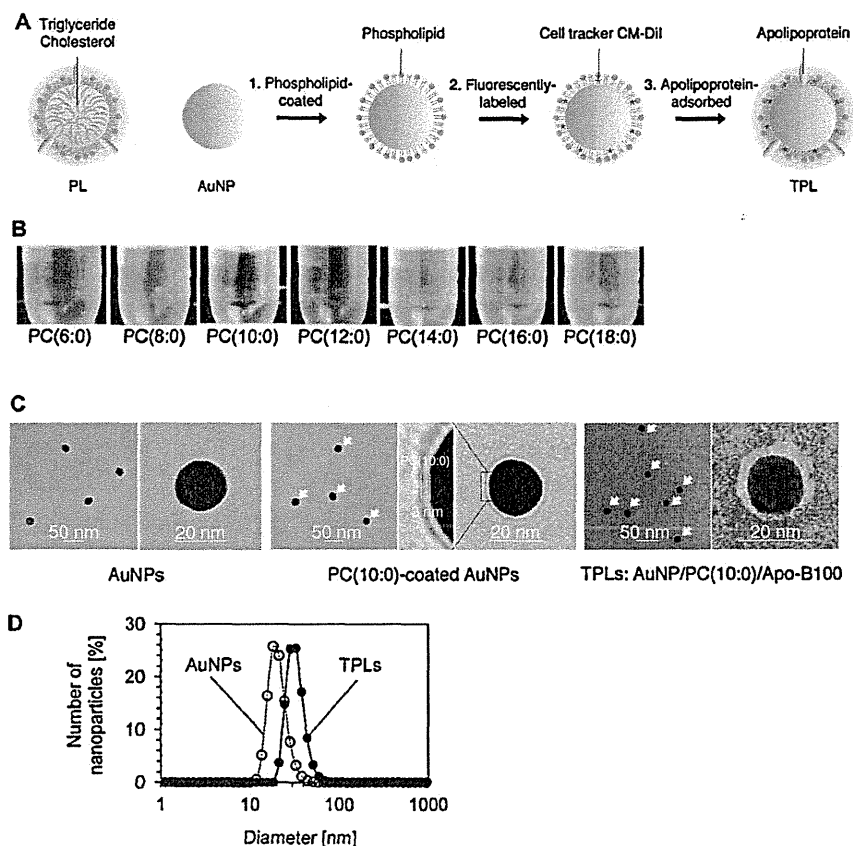 A
Triglyceride
Cholesterol
PL
AuNP
1. Phospholipid-
coated
Phospholipid
2. Fluorescently-
labeled
Cell tracker CM-DiI
3. Apolipoprotein-
adsorbed
Apolipoprotein
TPL
B
PC(6:0)
PC(8:0)
PC(10:0)
PC(12:0)
PC(14:0)
PC(16:0)
PC(18:0)
C
50 nm
20 nm
50 nm
20 nm
50 nm
20 nm
AuNPs
PC(10:0)-coated AuNPs
TPLs: AuNP/PC(10:0)/Apo-B100
D
Number of
nanoparticles [%]
30
20
10
0
AuNPs
TPLs
1
10
100
1000
Diameter [nm]